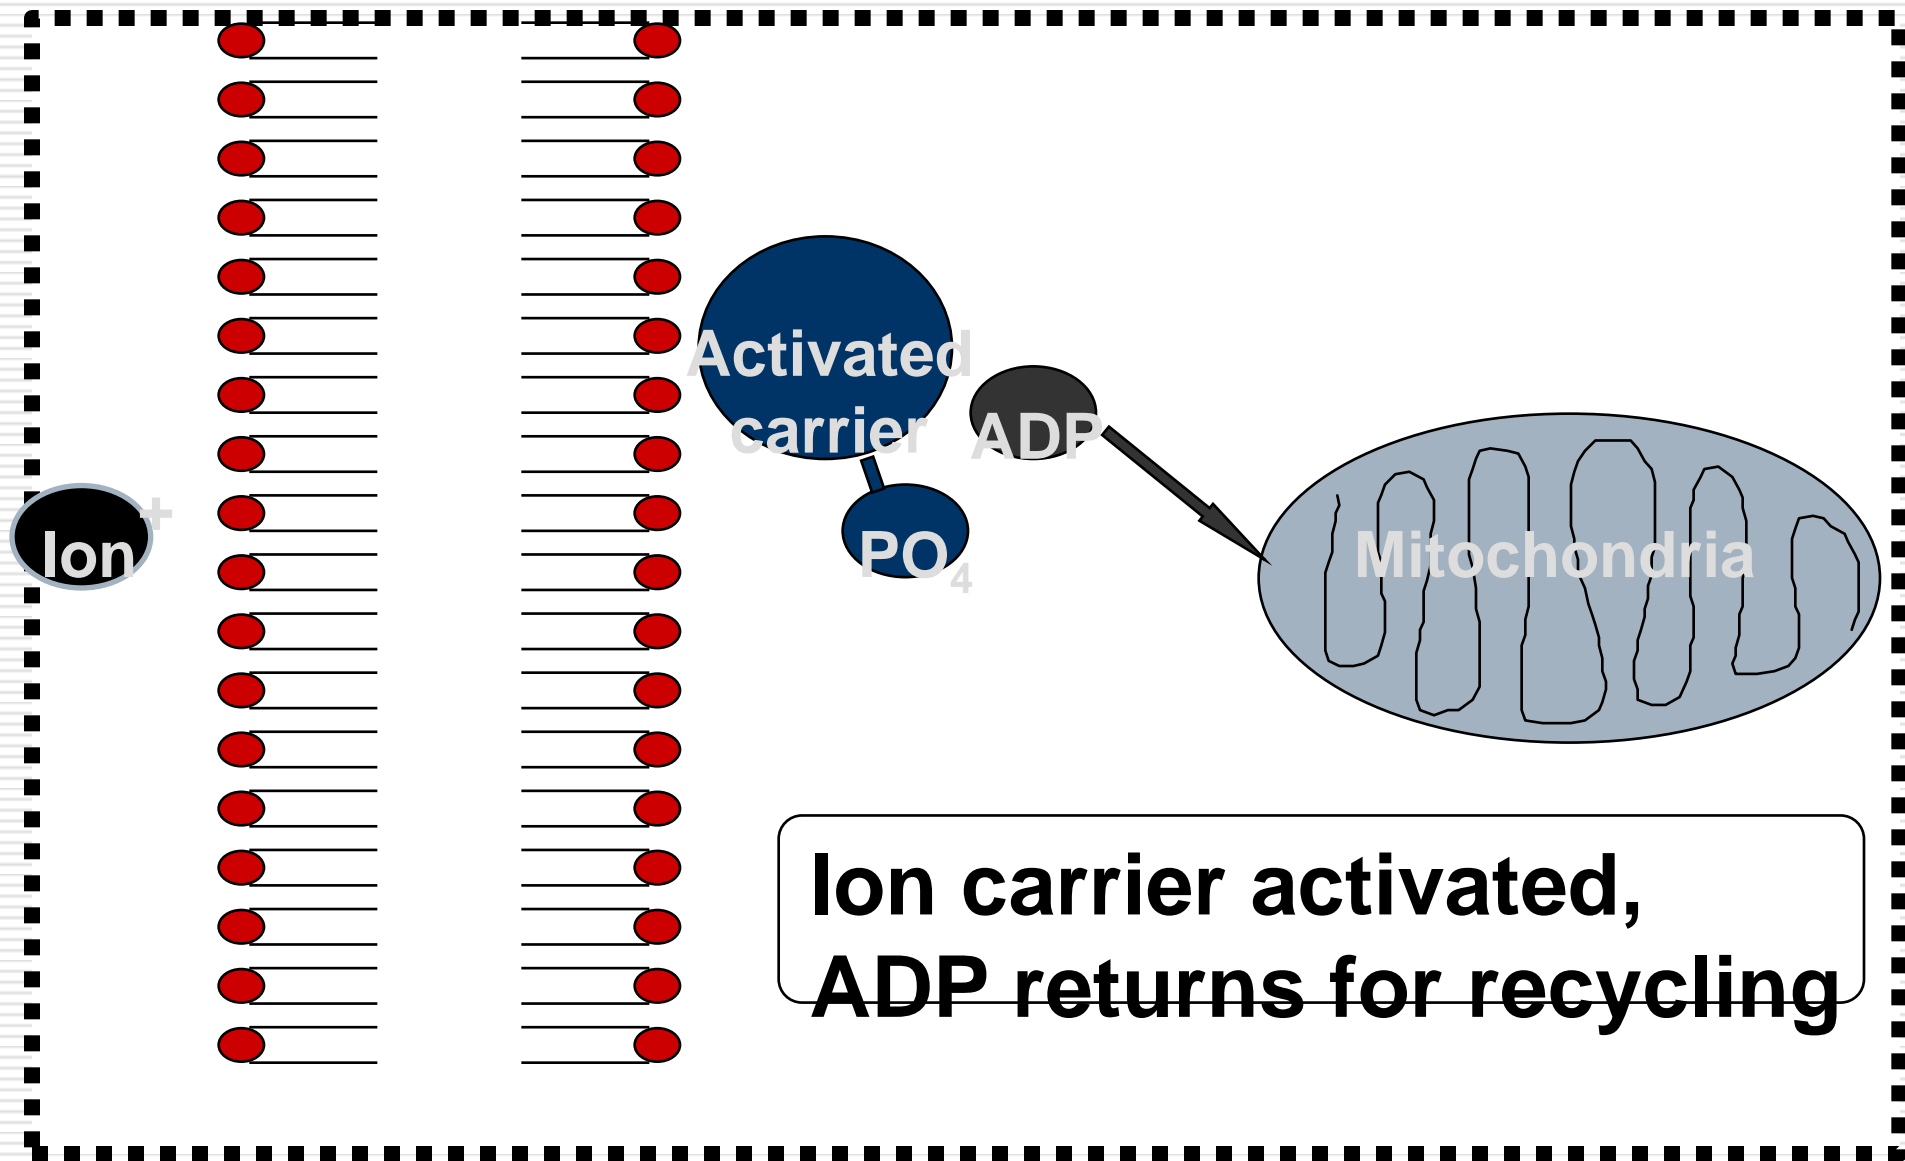 Activated
carrier
ADP
Ion+
PO4
Mitochondria
Ion carrier activated,
ADP returns for recycling